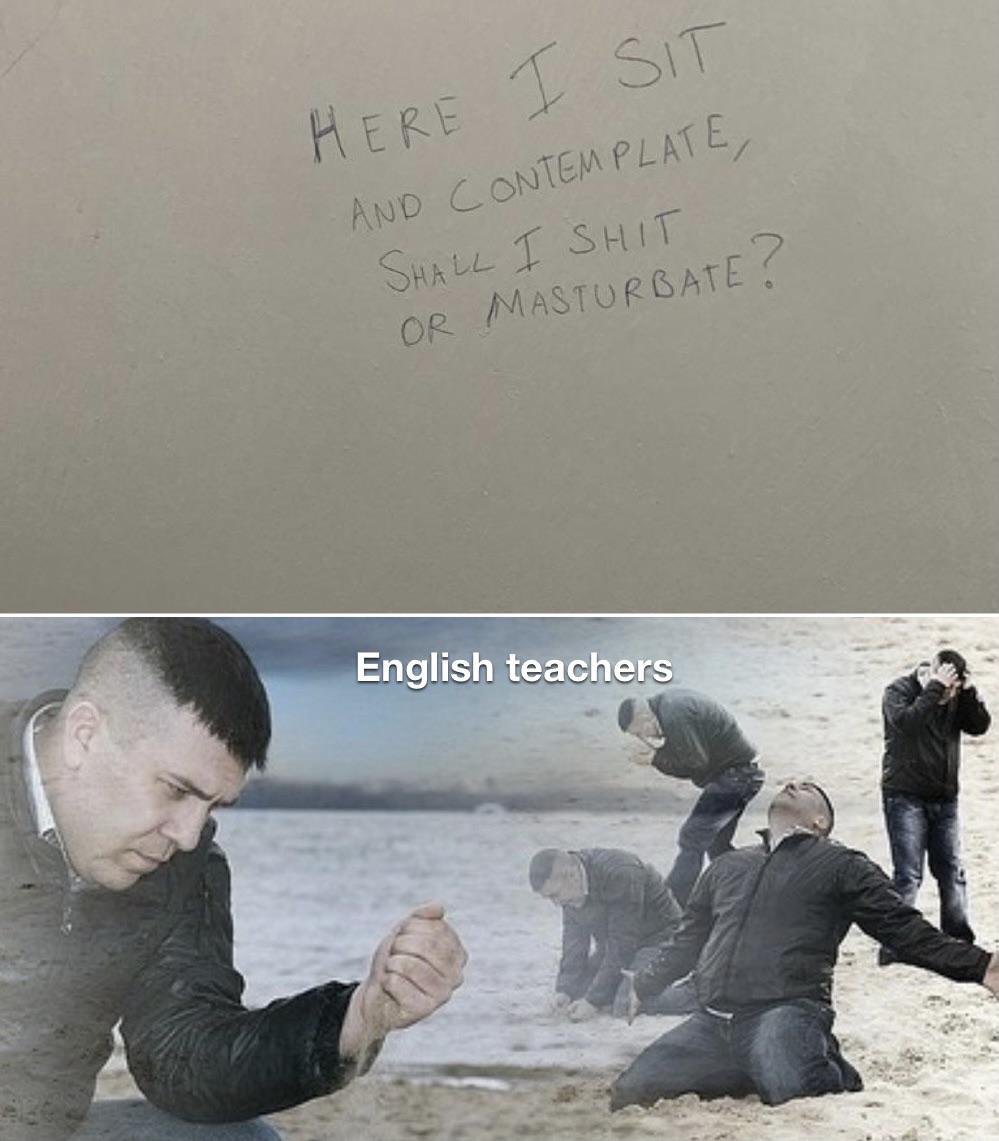 HERE I SIT
AND CONTEMPLATE,
SHALL I SHIT
OR MASTURBATE?
English teachers